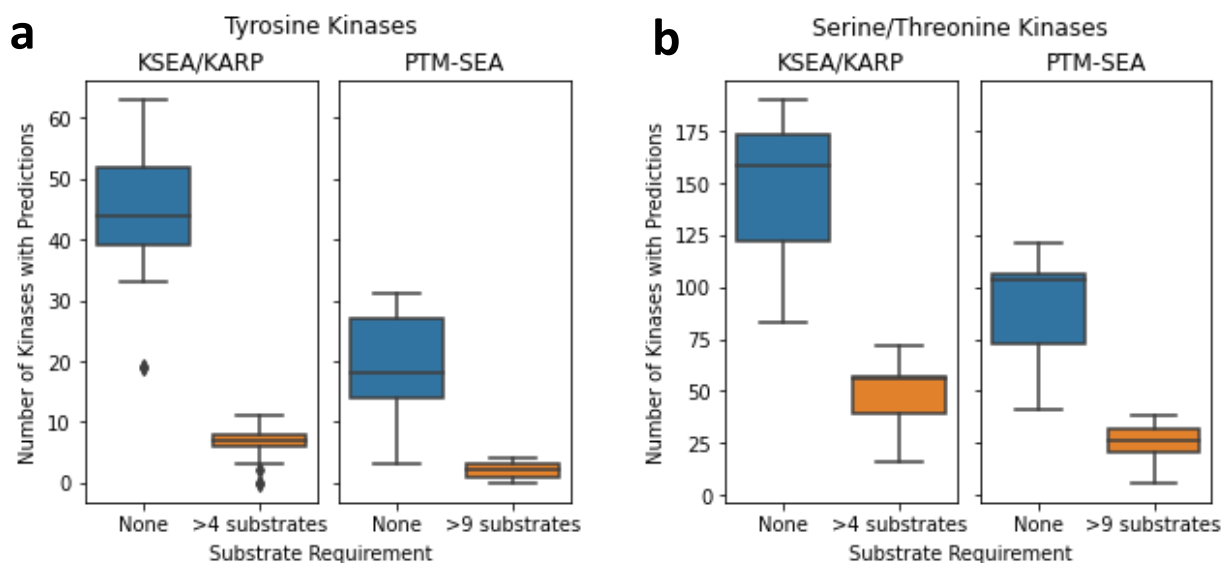 a
Tyrosine Kinases
KSEA/KARP
PTM-SEA
Number of Kinases with Predictions
60
50
40
30
20
10
0
None
>4 substrates
None
>9 substrates
Substrate Requirement
b
Serine/Threonine Kinases
KSEA/KARP
PTM-SEA
Number of Kinases with Predictions
175
150
125
100
75
50
25
0
None
>4 substrates
None
>9 substrates
Substrate Requirement